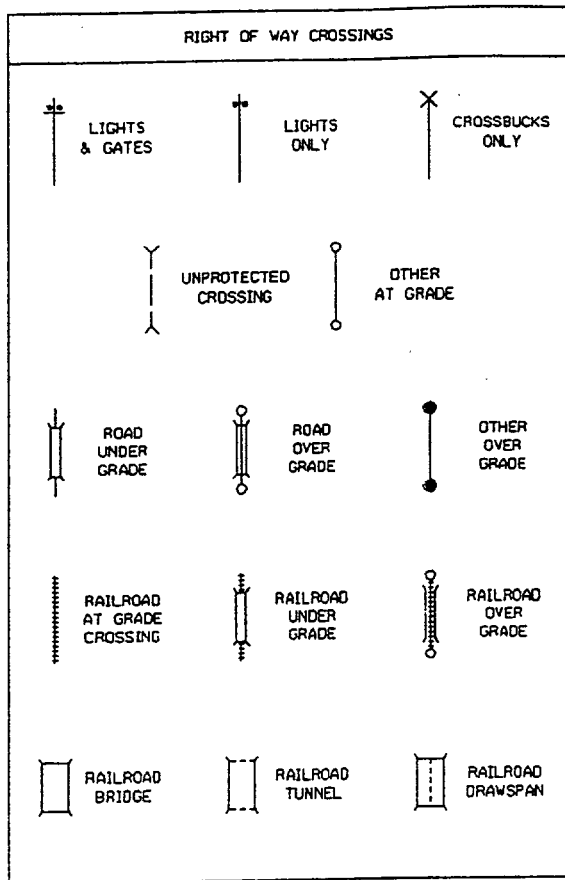 RIGHT OF WAY CROSSINGS
LIGHTS
& GATES
LIGHTS
ONLY
CROSSBUCKS
ONLY
UNPROTECTED
CROSSING
OTHER
AT GRADE
ROAD
UNDER
GRADE
ROAD
OVER
GRADE
OTHER
OVER
GRADE
RAILROAD
AT GRADE
CROSSING
RAILROAD
UNDER
GRADE
RAILROAD
OVER
GRADE
RAILROAD
BRIDGE
RAILROAD
TUNNEL
RAILROAD
DRAWSPAN